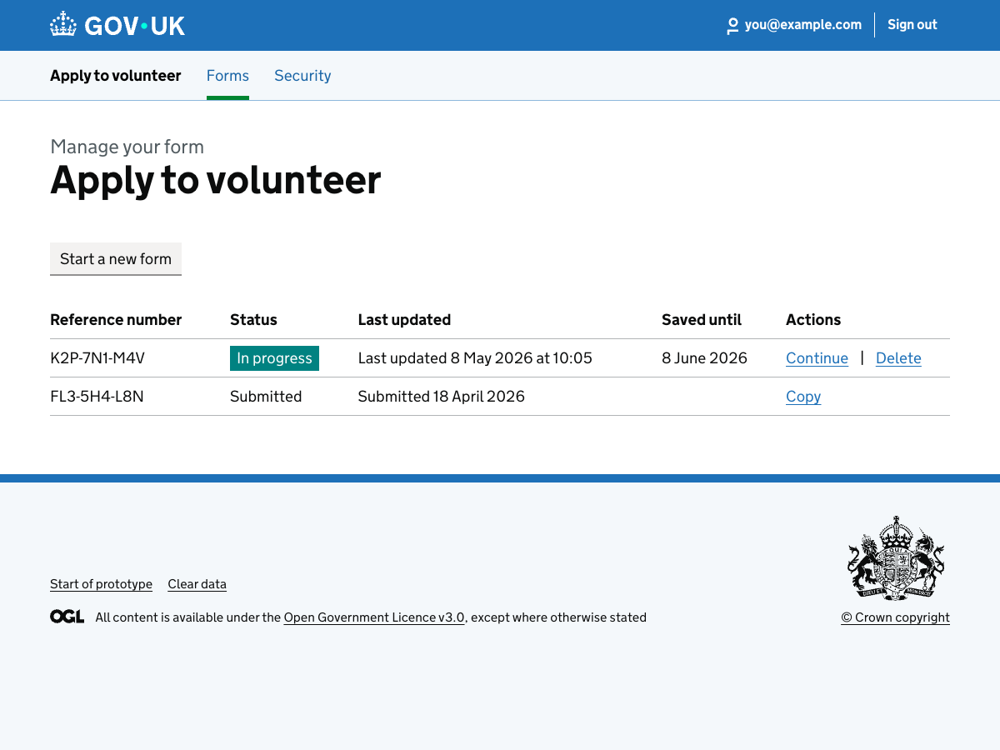 GOV•UK you@example.com Sign out
Apply to volunteer Forms Security
Manage your form
Apply to volunteer
Start a new form
Reference number Status Last updated Saved until Actions
K2P-7N1-M4V In progress Last updated 8 May 2026 at 10:05 8 June 2026 Continue | Delete
FL3-5H4-L8N Submitted Submitted 18 April 2026 Copy
Start of prototype Clear data
OGL All content is available under the Open Government Licence v3.0, except where otherwise stated
© Crown copyright